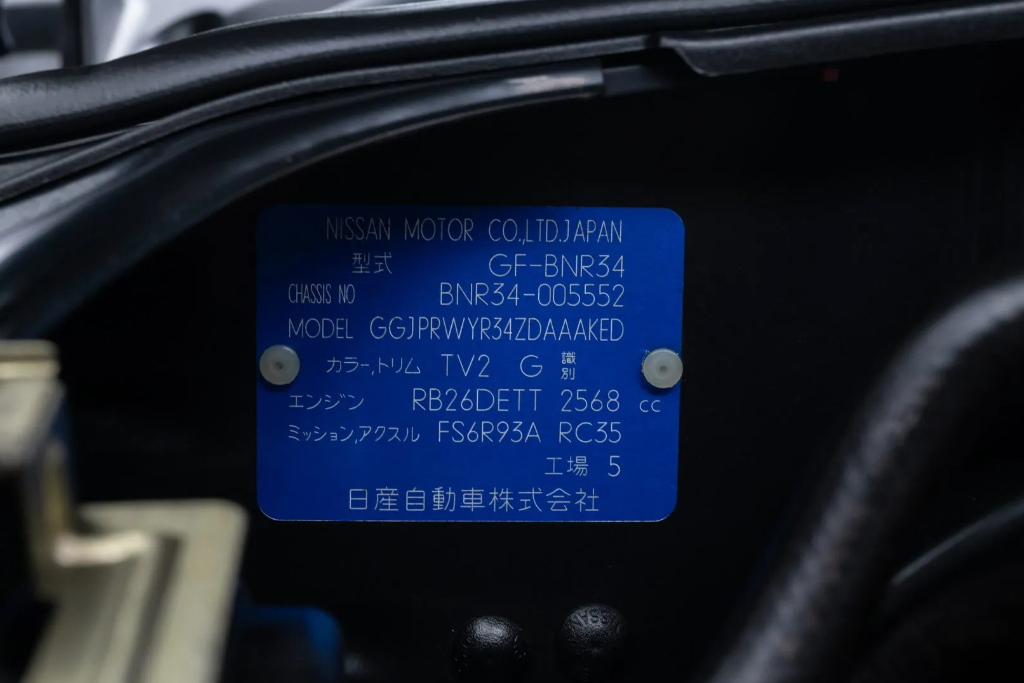 NISSAN MOTOR CO.,LTD.JAPAN
型式 GF-BNR34
CHASSIS NO BNR34-005552
MODEL GGJPRWYR34ZDAAAKED
カラー,トリム TV2 G 識別
エンジン RB26DETT 2568 cc
ミッション,アクスル FS6R93A RC35
工場 5
日産自動車株式会社